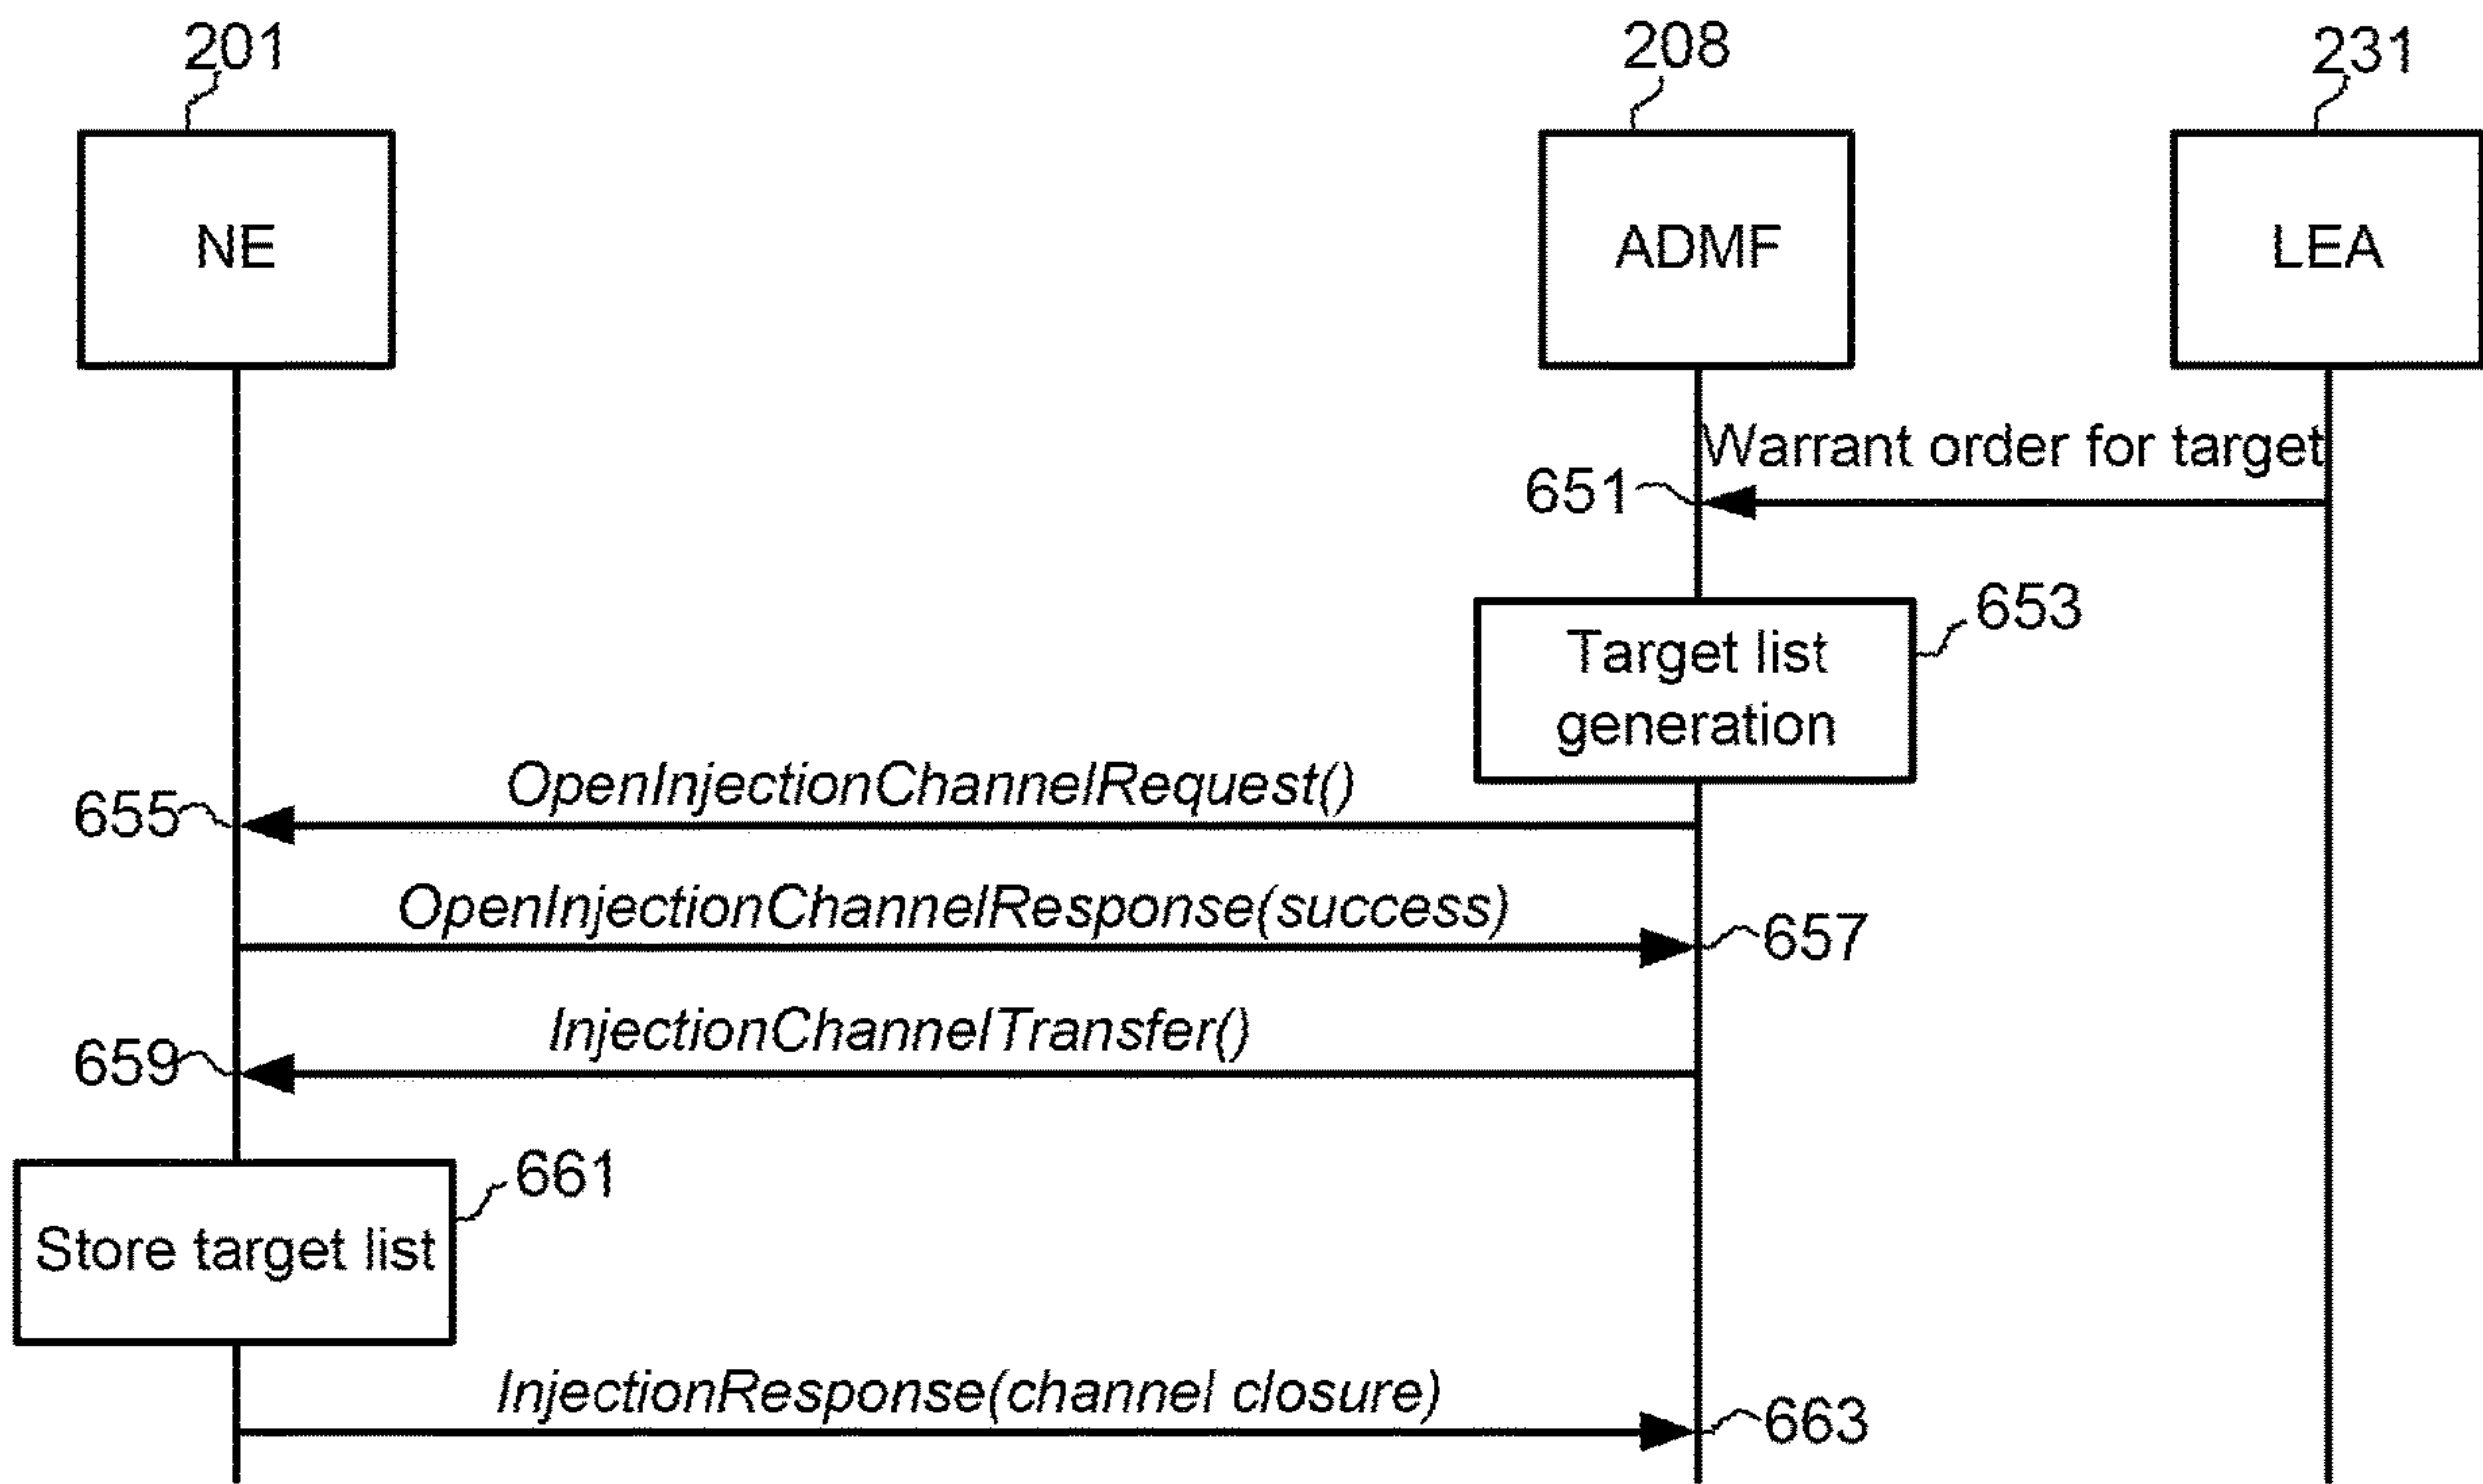 201
208
231
NE
ADMF
LEA
Warrant order for target
651
653
Target list
generation
OpenInjectionChannelRequest()
655
OpenInjectionChannelResponse(success)
657
InjectionChannelTransfer()
659
661
Store target list
InjectionResponse(channel closure)
663